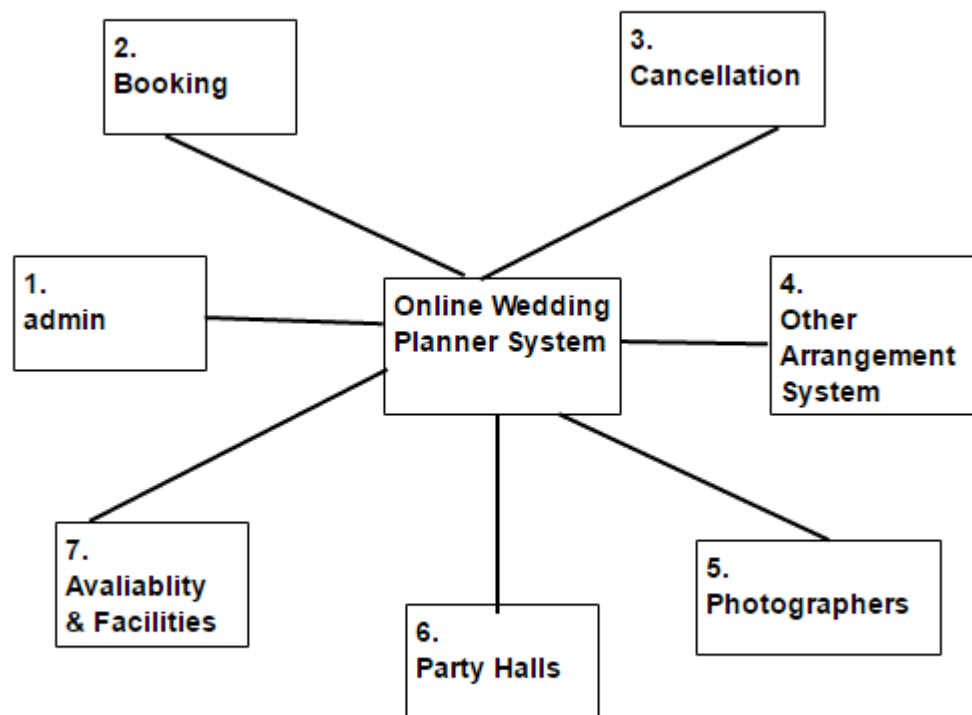 2.
Booking
3.
Cancellation
1.
admin
Online Wedding
Planner System
4.
Other
Arrangement
System
7.
Avaliablity
& Facilities
6.
Party Halls
5.
Photographers